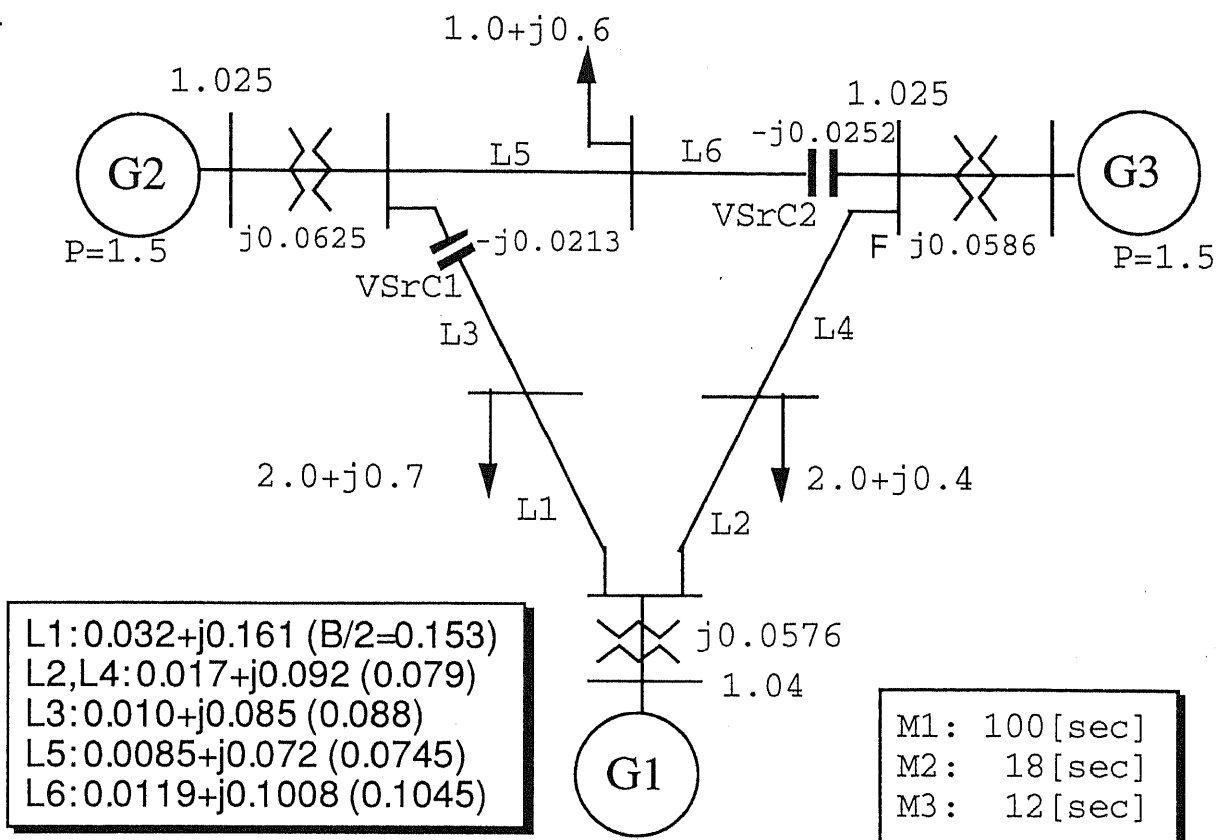 1.0+j0.6
1.025
1.025
-j0.0252
L5
L6
G2
G3
VSrC2
j0.0625
-j0.0213
F
j0.0586
P=1.5
P=1.5
VSrC1
L3
L4
2.0+j0.7
2.0+j0.4
L1
L2
j0.0576
1.04
G1
L1:0.032+j0.161 (B/2=0.153)
L2,L4:0.017+j0.092 (0.079)
L3:0.010+j0.085 (0.088)
L5:0.0085+j0.072 (0.0745)
L6:0.0119+j0.1008 (0.1045)
M1: 100[sec]
M2: 18[sec]
M3: 12[sec]